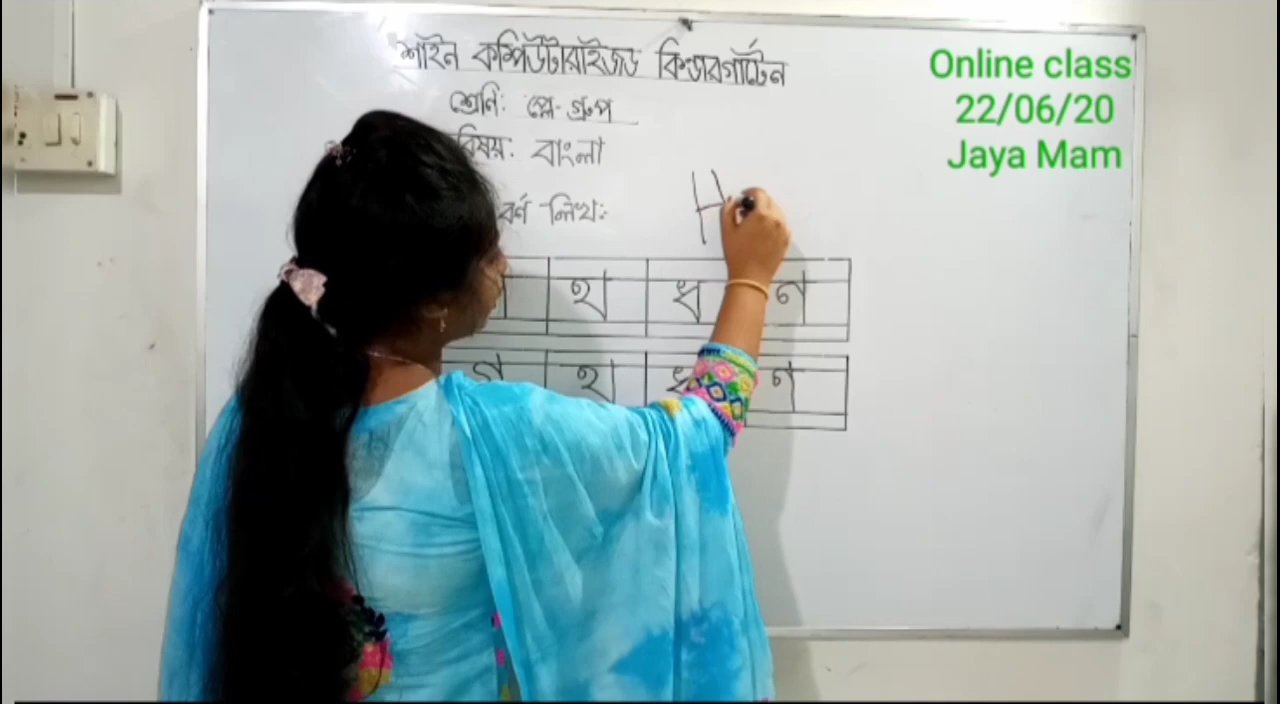 শাইন কম্পিউটারাইজড কিন্ডারগার্টেন
শ্রেণি: প্লে-গ্রুপ
বিষয়: বাংলা
বর্ণ লিখ:
হ ধ ণ
হ ধ ণ
Online class
22/06/20
Jaya Mam